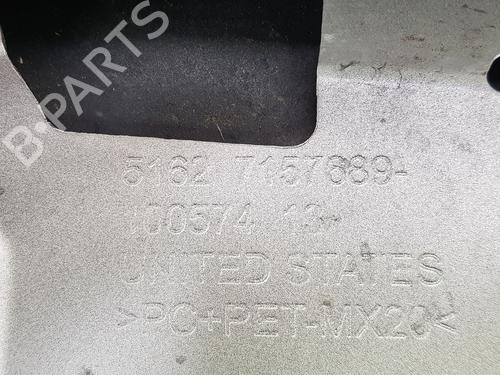 B-PARTS
5162 7157689-
100574 13
UNITED STATES
>PC+PET-MX20<